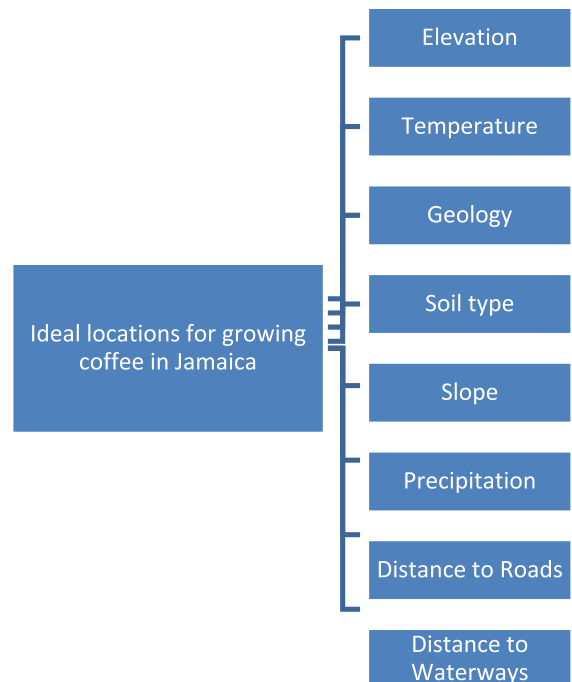 Elevation
Temperature
Geology
Ideal locations for growing
coffee in Jamaica
Soil type
Slope
Precipitation
Distance to Roads
Distance to
Waterways